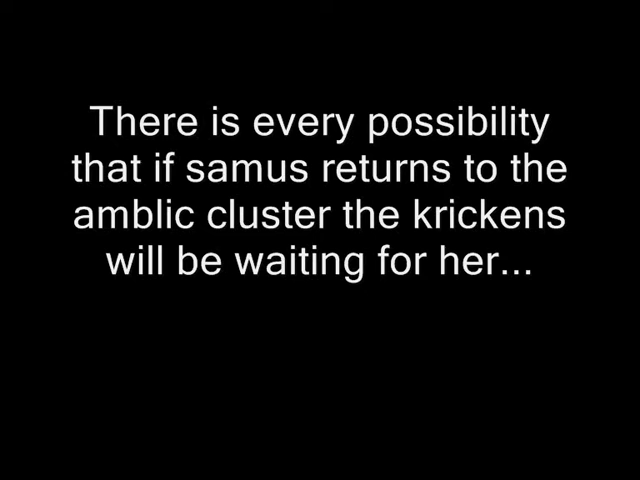 There is every possibility
that if samus returns to the
amblic cluster the krickens
will be waiting for her...